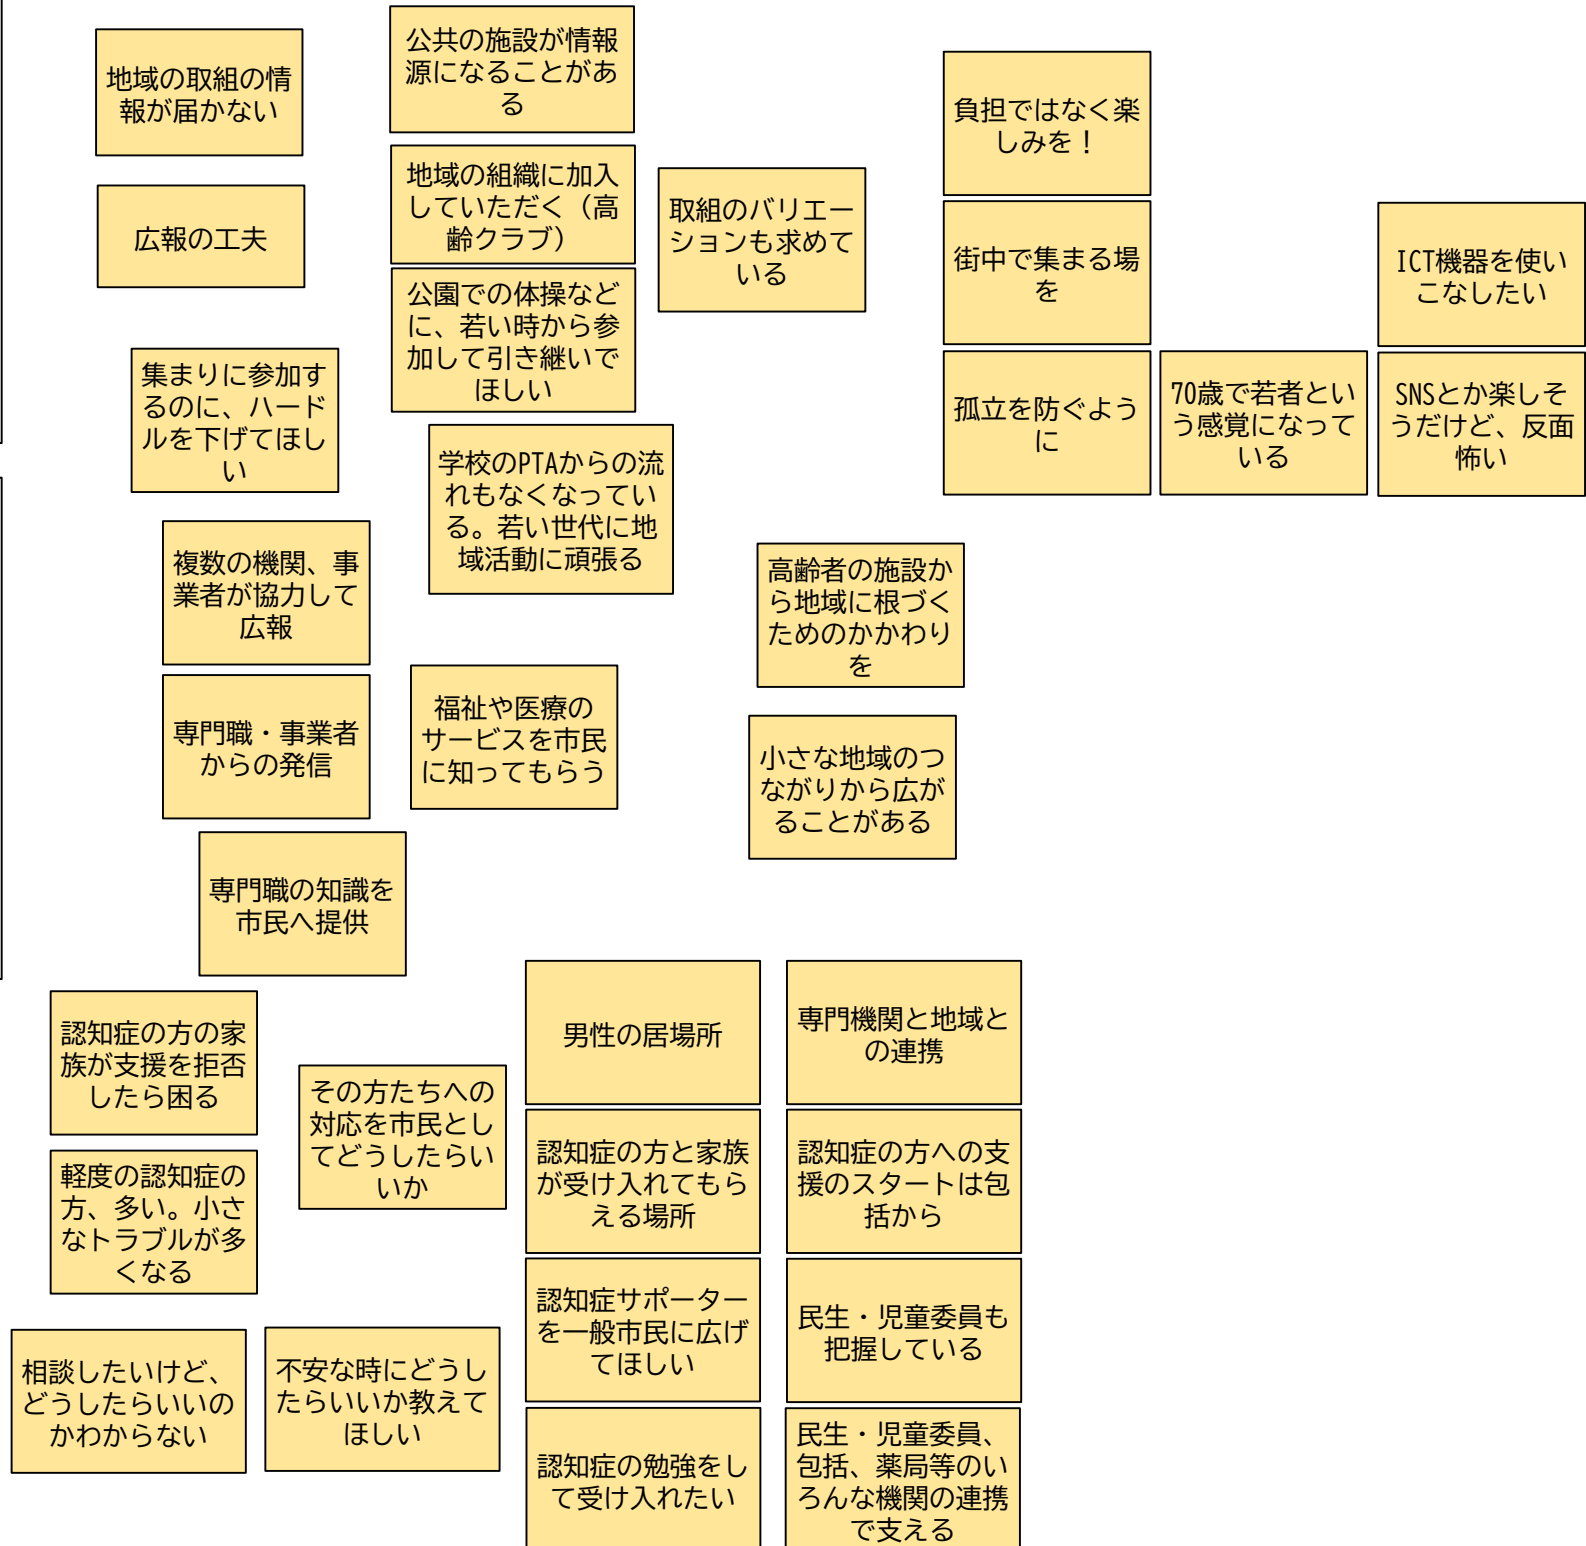 地域の取組の情
報が届かない
公共の施設が情報
源になることがあ
る
負担ではなく楽
しみを！
広報の工夫
地域の組織に加入
していただく（高
齢クラブ）
取組のバリエー
ションも求めて
いる
街中で集まる場
を
ICT機器を使い
こなしたい
公園での体操など
に、若い時から参
加して引き継いで
ほしい
集まりに参加す
るのに、ハード
ルを下げてほし
い
孤立を防ぐよう
に
70歳で若者とい
う感覚になって
いる
SNSとか楽しそ
うだけど、反面
怖い
学校のPTAからの流
れもなくなってい
る。若い世代に地
域活動に頑張る
複数の機関、事
業者が協力して
広報
高齢者の施設か
ら地域に根づく
ためのかかわり
を
専門職・事業者
からの発信
福祉や医療の
サービスを市民
に知ってもらう
小さな地域のつ
ながりから広が
ることがある
専門職の知識を
市民へ提供
認知症の方の家
族が支援を拒否
したら困る
男性の居場所
専門機関と地域と
の連携
その方たちへの
対応を市民とし
てどうしたらい
いか
軽度の認知症の
方、多い。小さ
なトラブルが多
くなる
認知症の方と家族
が受け入れてもら
える場所
認知症の方への支
援のスタートは包
括から
認知症サポーター
を一般市民に広げ
てほしい
民生・児童委員も
把握している
相談したいけど、
どうしたらいいの
かわからない
不安な時にどうし
たらいいか教えて
ほしい
認知症の勉強をし
て受け入れたい
民生・児童委員、
包括、薬局等のい
ろんな機関の連携
で支える